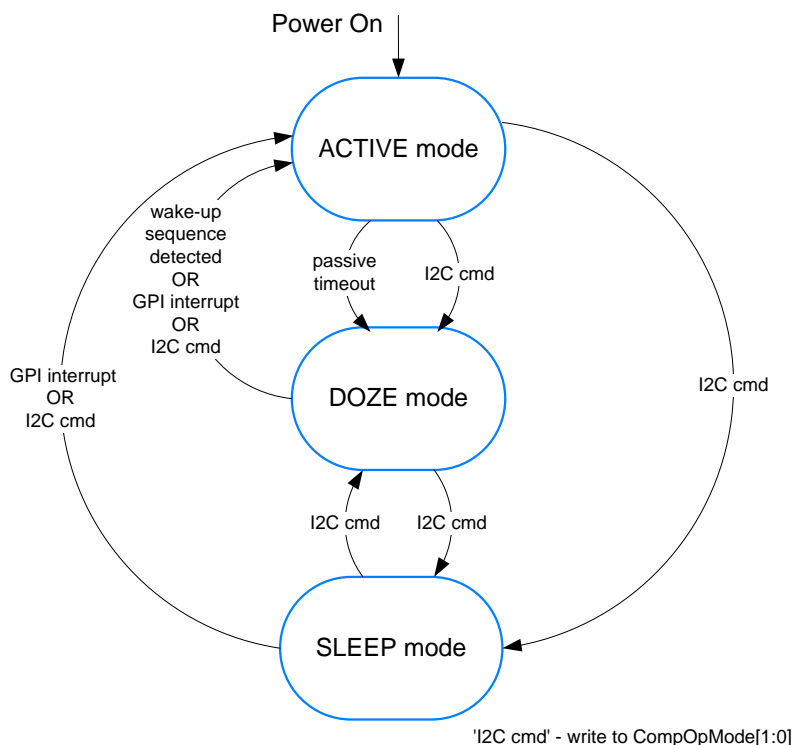 Power On
ACTIVE mode
wake-up
sequence
detected
OR
GPI interrupt
OR
I2C cmd
passive
timeout
I2C cmd
GPI interrupt
OR
I2C cmd
I2C cmd
DOZE mode
I2C cmd
I2C cmd
SLEEP mode
'I2C cmd' - write to CompOpMode[1:0]